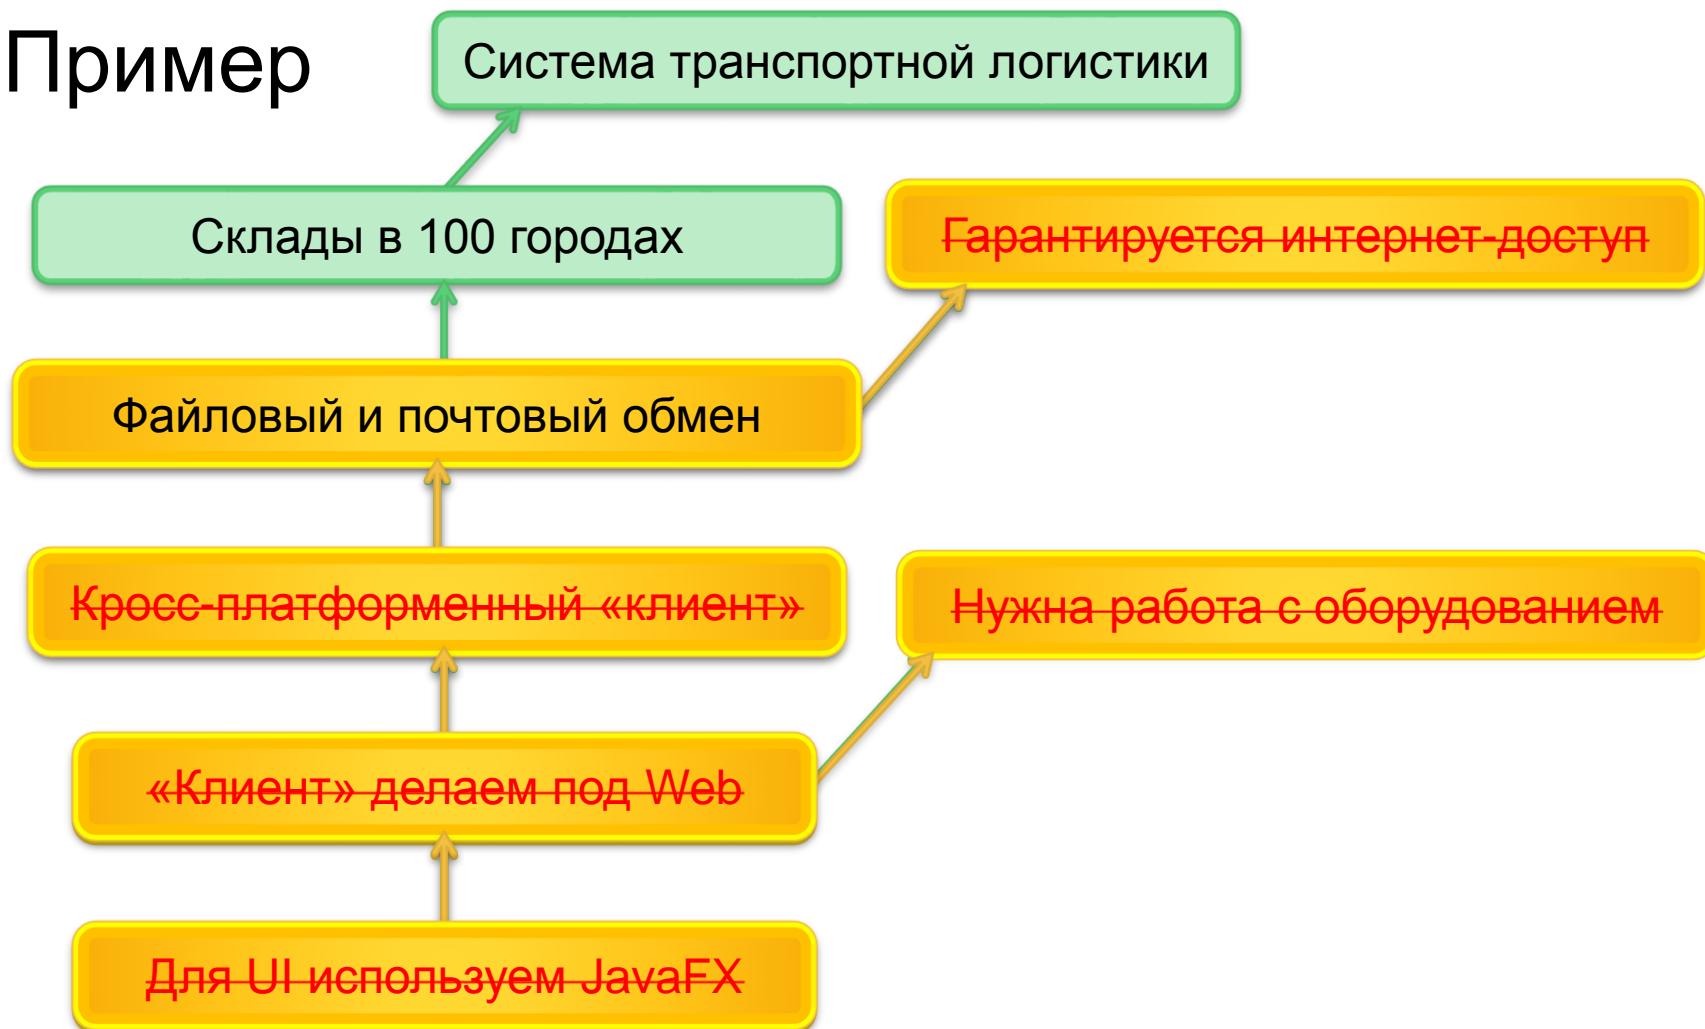 Пример
Система транспортной логистики
Склады в 100 городах
Гарантируется интернет-доступ
Файловый и почтовый обмен
Кросс-платформенный «клиент»
Нужна работа с оборудованием
«Клиент» делаем под Web
Для UI используем JavaFX